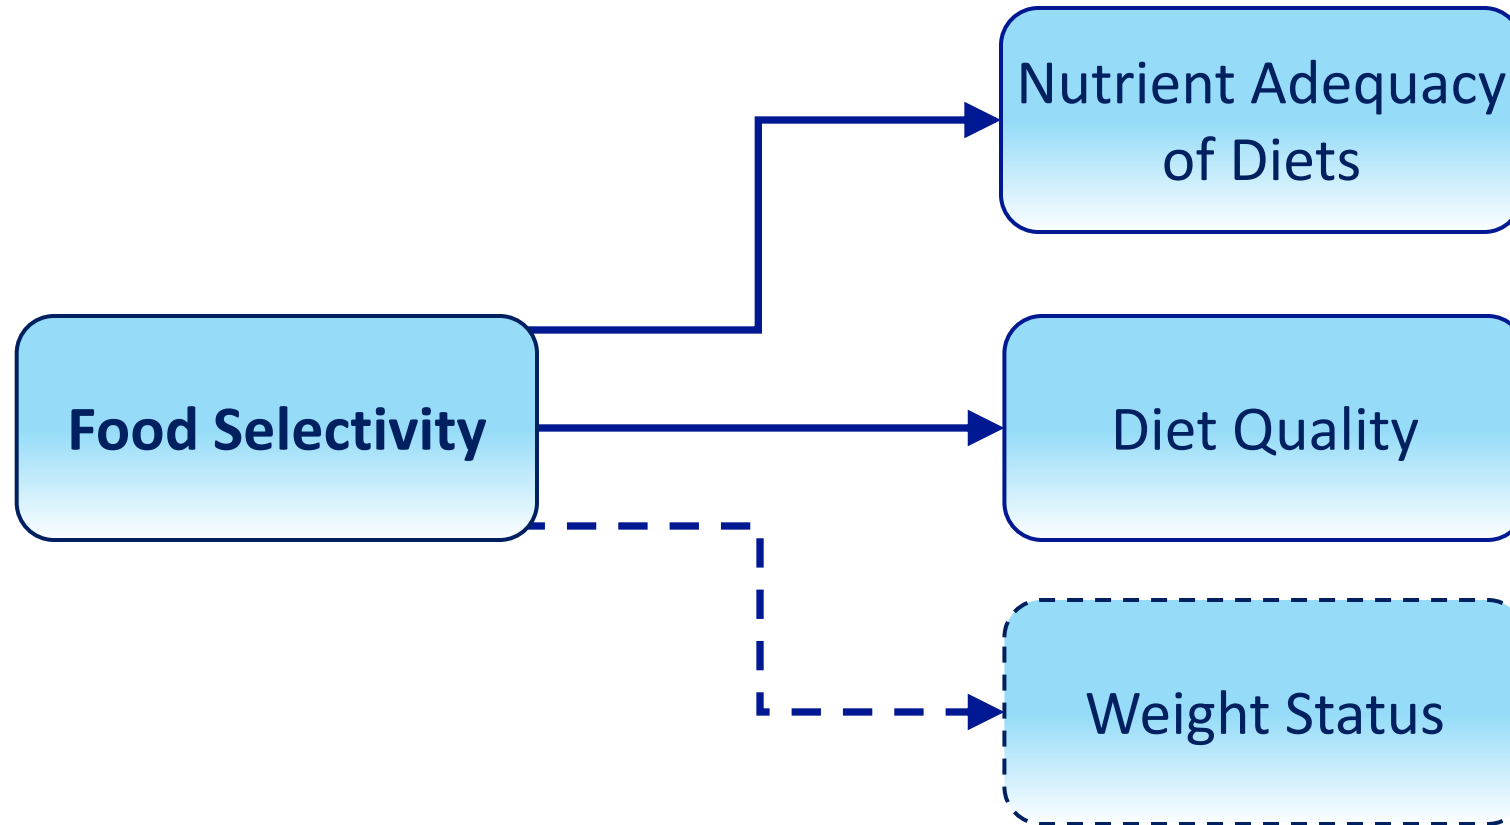 Nutrient Adequacy
of Diets
Food Selectivity
Diet Quality
Weight Status